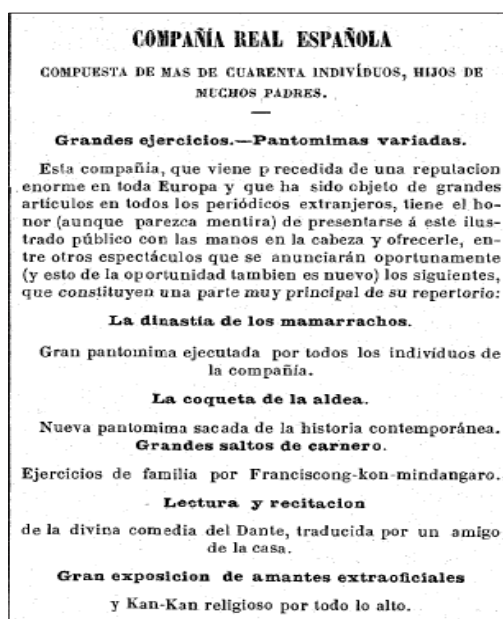 COMPAÑÍA REAL ESPAÑOLA
COMPUESTA DE MAS DE CUARENTA INDIVÍDUOS, HIJOS DE
MUCHOS PADRES.
Grandes ejercicios.—Pantomimas variadas.
Esta compañía, que viene p recedida de una reputacion
enorme en toda Europa y que ha sido objeto de grandes
artículos en todos los periódicos extranjeros, tiene el ho-
nor (aunque parezca mentira) de presentarse á este ilus-
trado público con las manos en la cabeza y ofrecerle, en-
tre otros espectáculos que se anunciarán oportunamente
(y esto de la oportunidad tambien es nuevo) los siguientes,
que constituyen una parte muy principal de su repertorio:
La dinastía de los mamarrachos.
Gran pantomima ejecutada por todos los indivíduos de
la compañía.
La coqueta de la aldea.
Nueva pantomima sacada de la historia contemporánea.
Grandes saltos de carnero.
Ejercicios de familia por Franciscong-kon-mindangaro.
Lectura y recitacion
de la divina comedia del Dante, traducida por un amigo
de la casa.
Gran exposicion de amantes extraoficiales
y Kan-Kan religioso por todo lo alto.